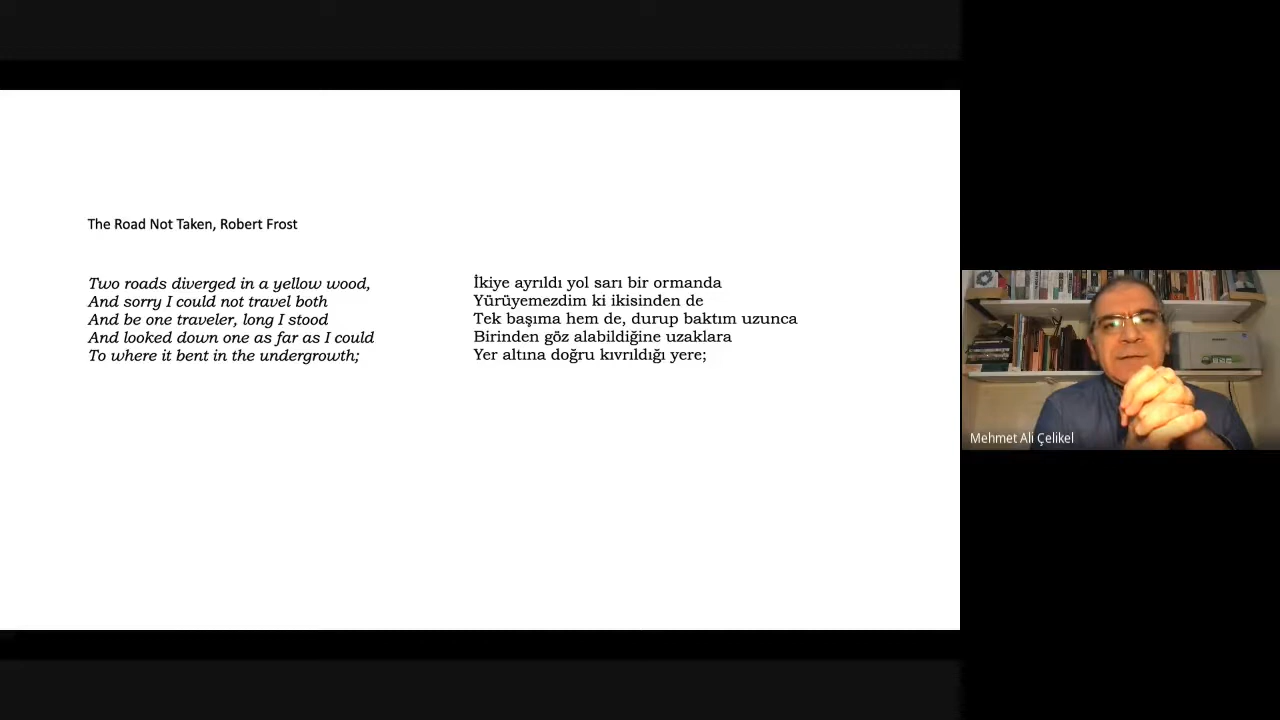 The Road Not Taken, Robert Frost
Two roads diverged in a yellow wood,
And sorry I could not travel both
And be one traveler, long I stood
And looked down one as far as I could
To where it bent in the undergrowth;
İkiye ayrıldı yol sarı bir ormanda
Yürüyemezdim ki ikisinden de
Tek başıma hem de, durup baktım uzunca
Birinden göz alabildiğine uzaklara
Yer altına doğru kıvrıldığı yere;
Mehmet Ali Çelikel